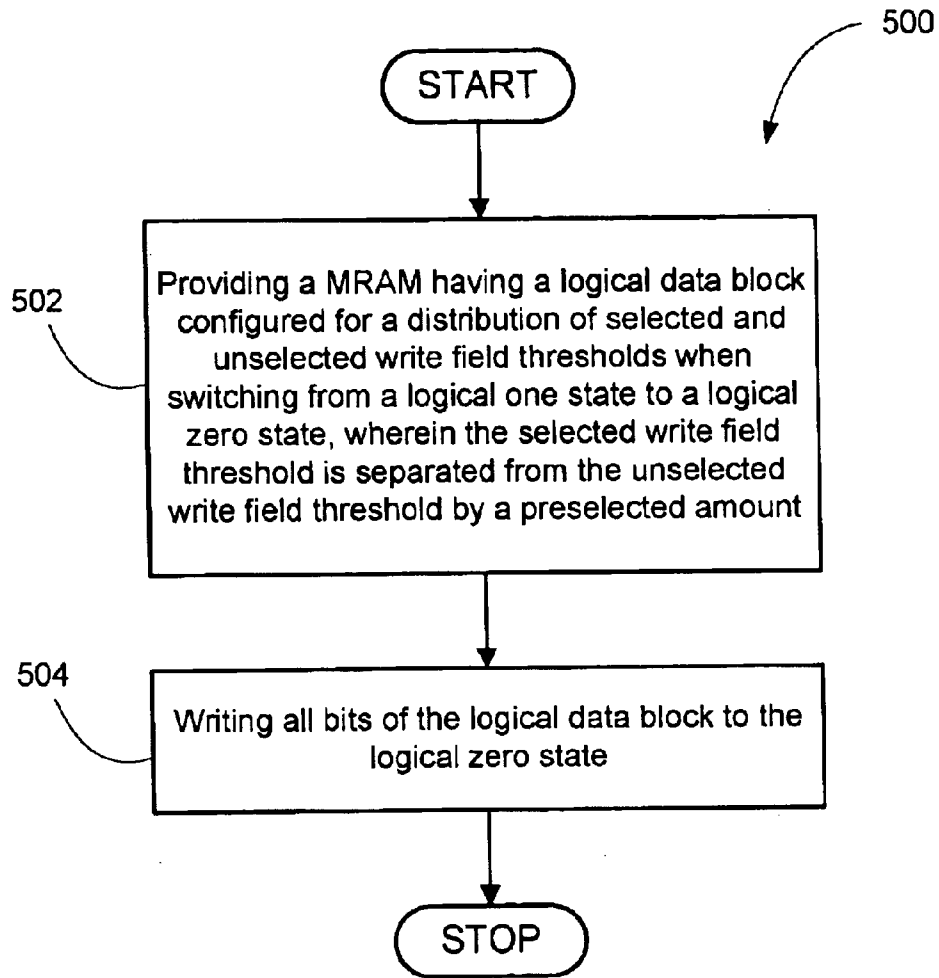 500
START
502
Providing a MRAM having a logical data block
configured for a distribution of selected and
unselected write field thresholds when
switching from a logical one state to a logical
zero state, wherein the selected write field
threshold is separated from the unselected
write field threshold by a preselected amount
504
Writing all bits of the logical data block to the
logical zero state
STOP